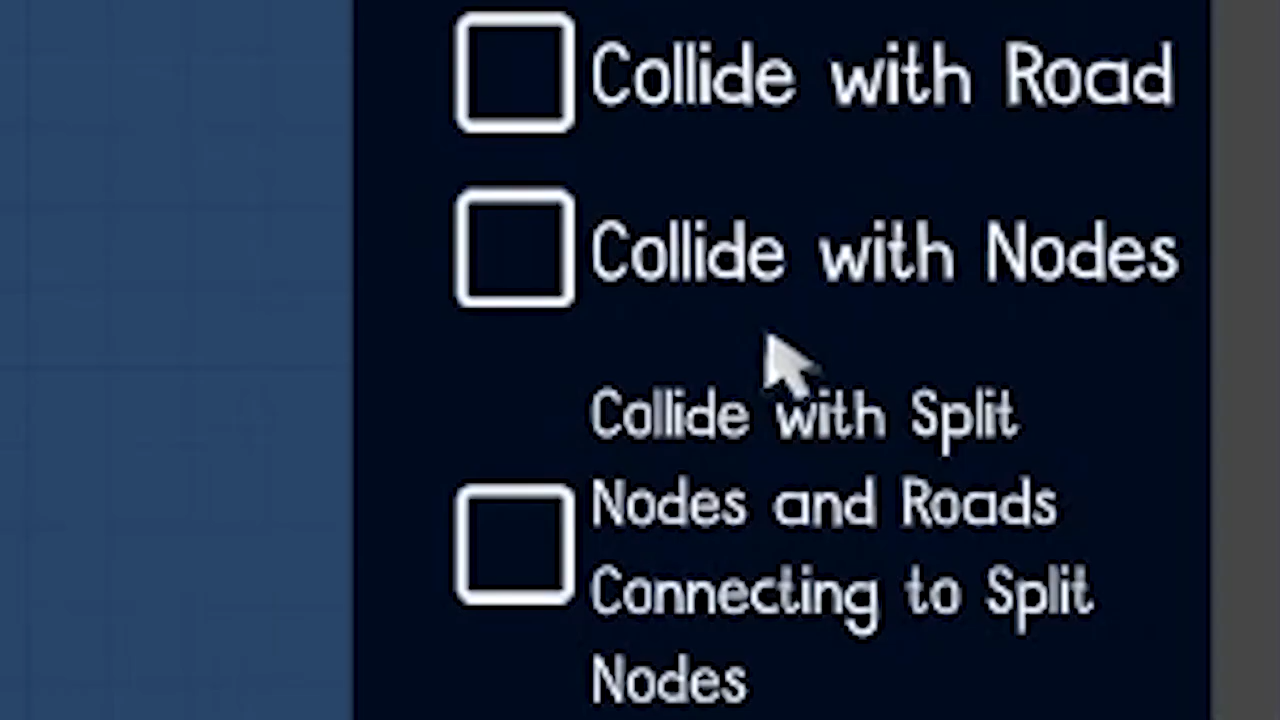 Collide with Road
Collide with Nodes
Collide with Split
Nodes and Roads
Connecting to Split
Nodes